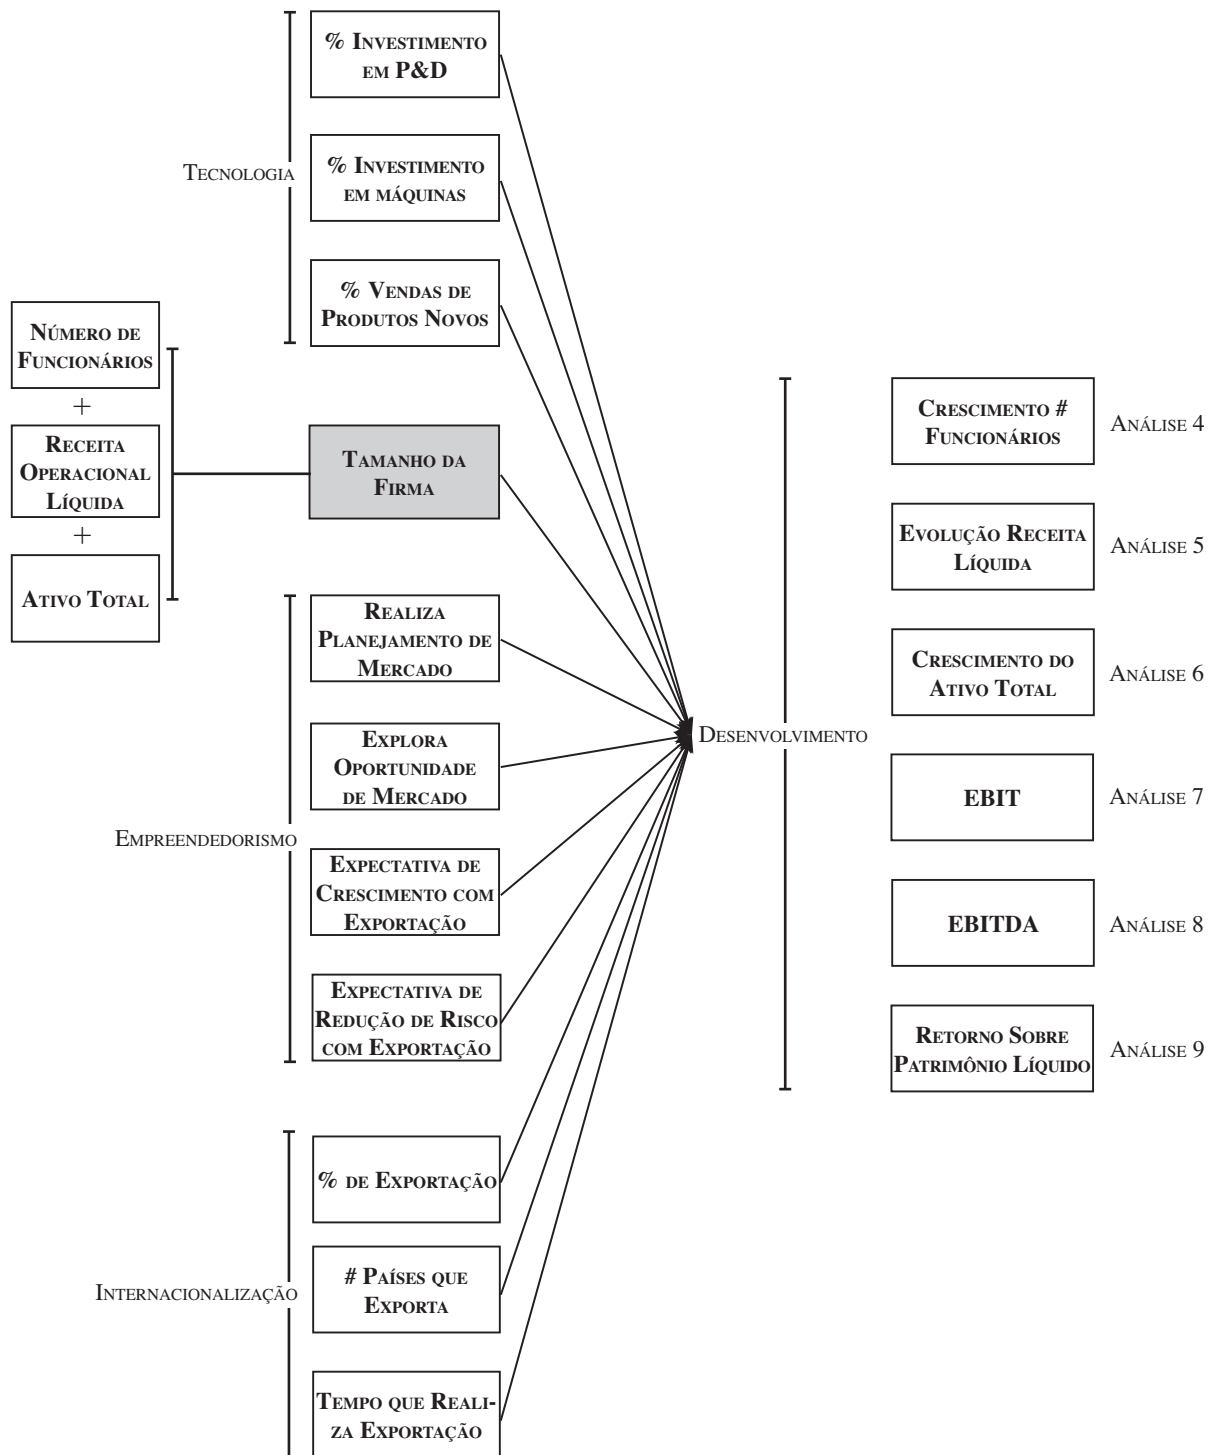 % Investimento
em P&D
Tecnologia
% Investimento
em máquinas
% Vendas de
Produtos Novos
Número de
Funcionários
+
Receita
Operacional
Líquida
+
Ativo Total
Tamanho da
Firma
Empreendedorismo
Realiza
Planejamento de
Mercado
Explora
Oportunidade
de Mercado
Expectativa de
Crescimento com
Exportação
Expectativa de
Redução de Risco
com Exportação
Internacionalização
% de Exportação
# Países que
Exporta
Tempo que Reali-
za Exportação
Desenvolvimento
Crescimento #
Funcionários
Análise 4
Evolução Receita
Líquida
Análise 5
Crescimento do
Ativo Total
Análise 6
EBIT
Análise 7
EBITDA
Análise 8
Retorno Sobre
Patrimônio Líquido
Análise 9